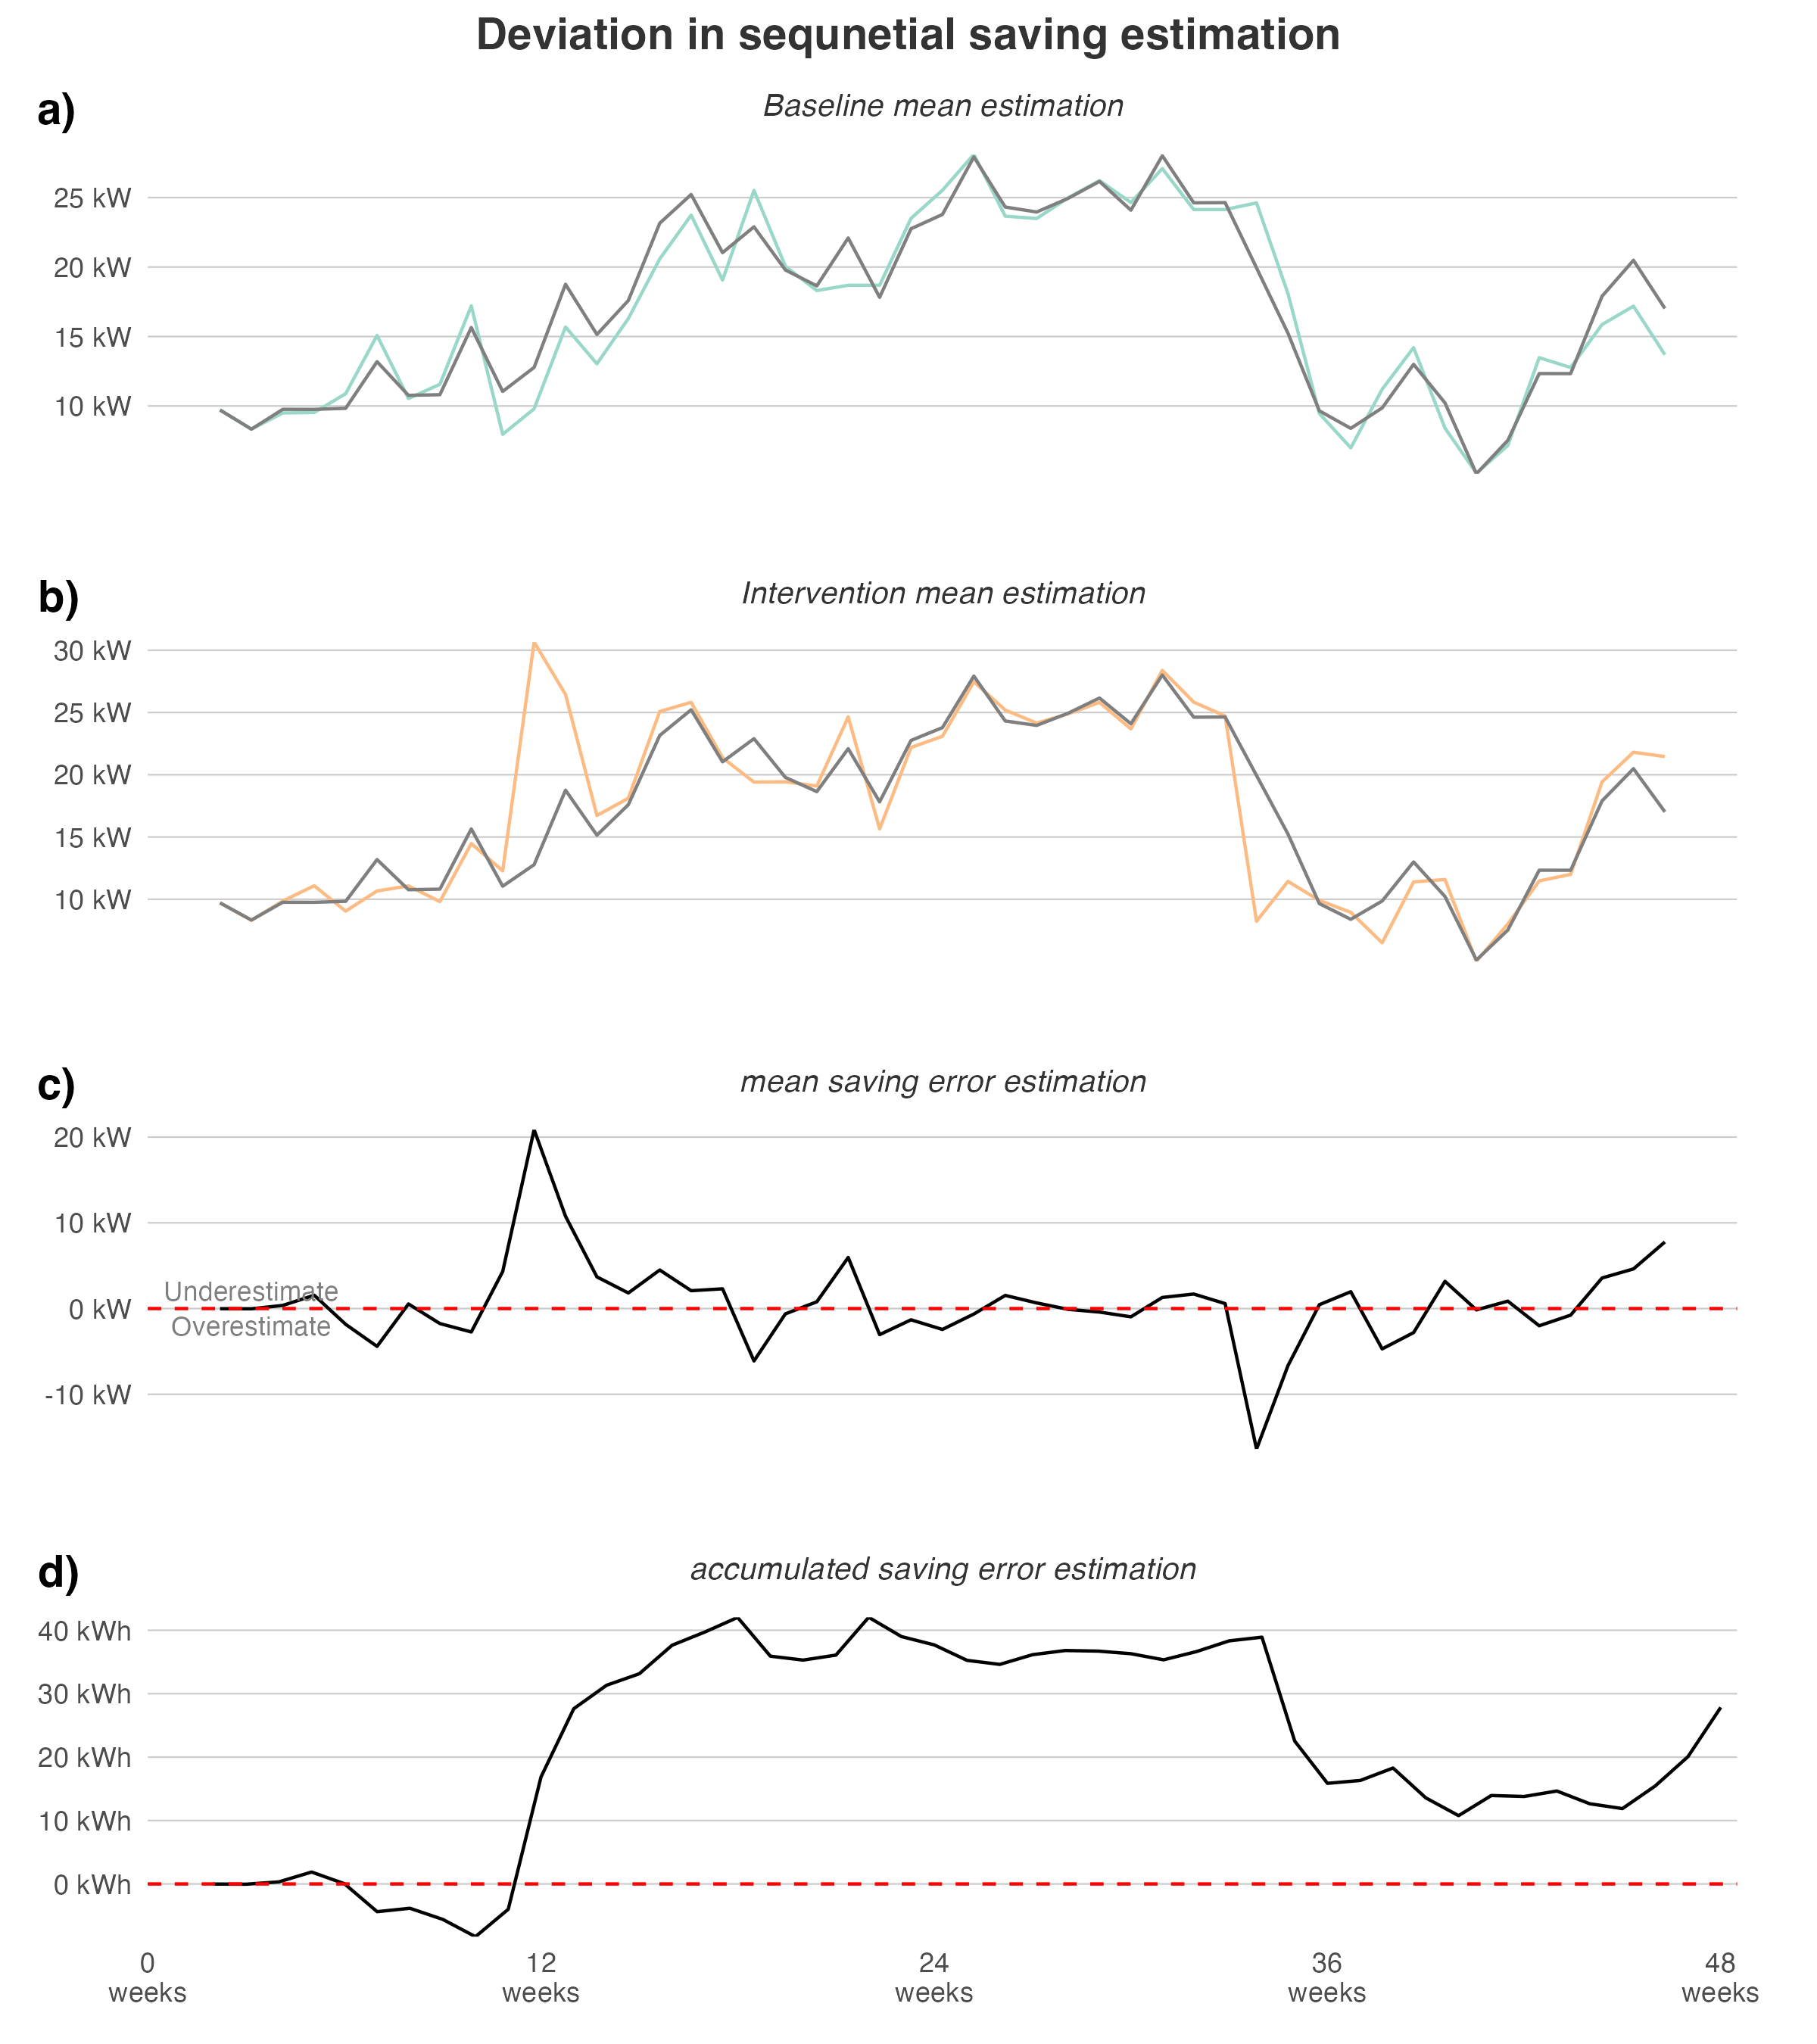 Deviation in sequnetial saving estimation
a)
Baseline mean estimation
25 kW
20 kW
15 kW
10 kW
b)
Intervention mean estimation
30 kW
25 kW
20 kW
15 kW
10 kW
c)
mean saving error estimation
20 kW
10 kW
Underestimate
0 kW
Overestimate
-10 kW
d)
accumulated saving error estimation
40 kWh
30 kWh
20 kWh
10 kWh
0 kWh
0 12 24 36 48
weeks weeks weeks weeks weeks